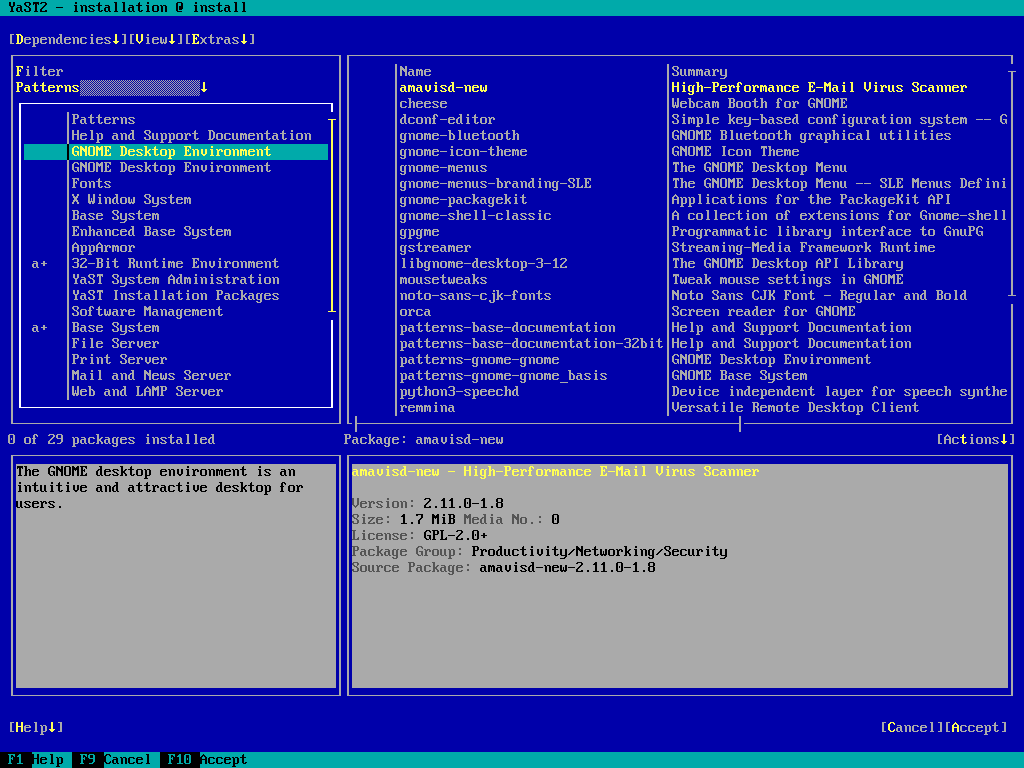 YaST2 - installation @ install
[Dependencies↓][View↓][Extras↓]
Filter
Patterns ↓
Patterns
Help and Support Documentation
GNOME Desktop Environment
GNOME Desktop Environment
Fonts
X Window System
Base System
Enhanced Base System
AppArmor
a+ 32-Bit Runtime Environment
YaST System Administration
YaST Installation Packages
Software Management
a+ Base System
File Server
Print Server
Mail and News Server
Web and LAMP Server
Name Summary
amavisd-new High-Performance E-Mail Virus Scanner
cheese Webcam Booth for GNOME
dconf-editor Simple key-based configuration system -- G
gnome-bluetooth GNOME Bluetooth graphical utilities
gnome-icon-theme GNOME Icon Theme
gnome-menus The GNOME Desktop Menu
gnome-menus-branding-SLE The GNOME Desktop Menu -- SLE Menus Defini
gnome-packagekit Applications for the PackageKit API
gnome-shell-classic A collection of extensions for Gnome-shell
gpgme Programmatic library interface to GnuPG
gstreamer Streaming-Media Framework Runtime
libgnome-desktop-3-12 The GNOME Desktop API Library
mousetweaks Tweak mouse settings in GNOME
noto-sans-cjk-fonts Noto Sans CJK Font - Regular and Bold
orca Screen reader for GNOME
patterns-base-documentation Help and Support Documentation
patterns-base-documentation-32bit Help and Support Documentation
patterns-gnome-gnome GNOME Desktop Environment
patterns-gnome-gnome_basis GNOME Base System
python3-speechd Device independent layer for speech synthe
remmina Versatile Remote Desktop Client
0 of 29 packages installed
Package: amavisd-new [Actions↓]
The GNOME desktop environment is an
intuitive and attractive desktop for
users.
amavisd-new - High-Performance E-Mail Virus Scanner
Version: 2.11.0-1.8
Size: 1.7 MiB Media No.: 0
License: GPL-2.0+
Package Group: Productivity/Networking/Security
Source Package: amavisd-new-2.11.0-1.8
[Help↓] [Cancel][Accept]
F1 Help F9 Cancel F10 Accept